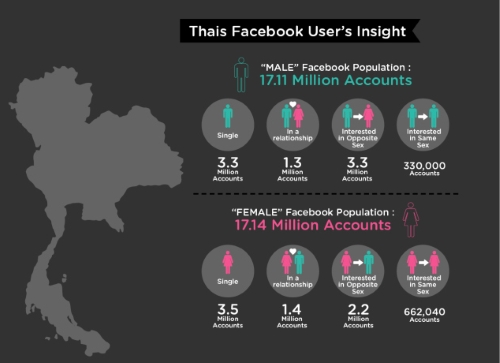 Thais Facebook User's Insight
"MALE" Facebook Population :
17.11 Million Accounts
Single
In a
relationship
Interested
in Opposite
Sex
Interested
in Same
Sex
3.3
Million
Accounts
1.3
Million
Accounts
3.3
Million
Accounts
330,000
Accounts
"FEMALE" Facebook Population :
17.14 Million Accounts
Single
In a
relationship
Interested
in Opposite
Sex
Interested
in Same
Sex
3.5
Million
Accounts
1.4
Million
Accounts
2.2
Million
Accounts
662,040
Accounts